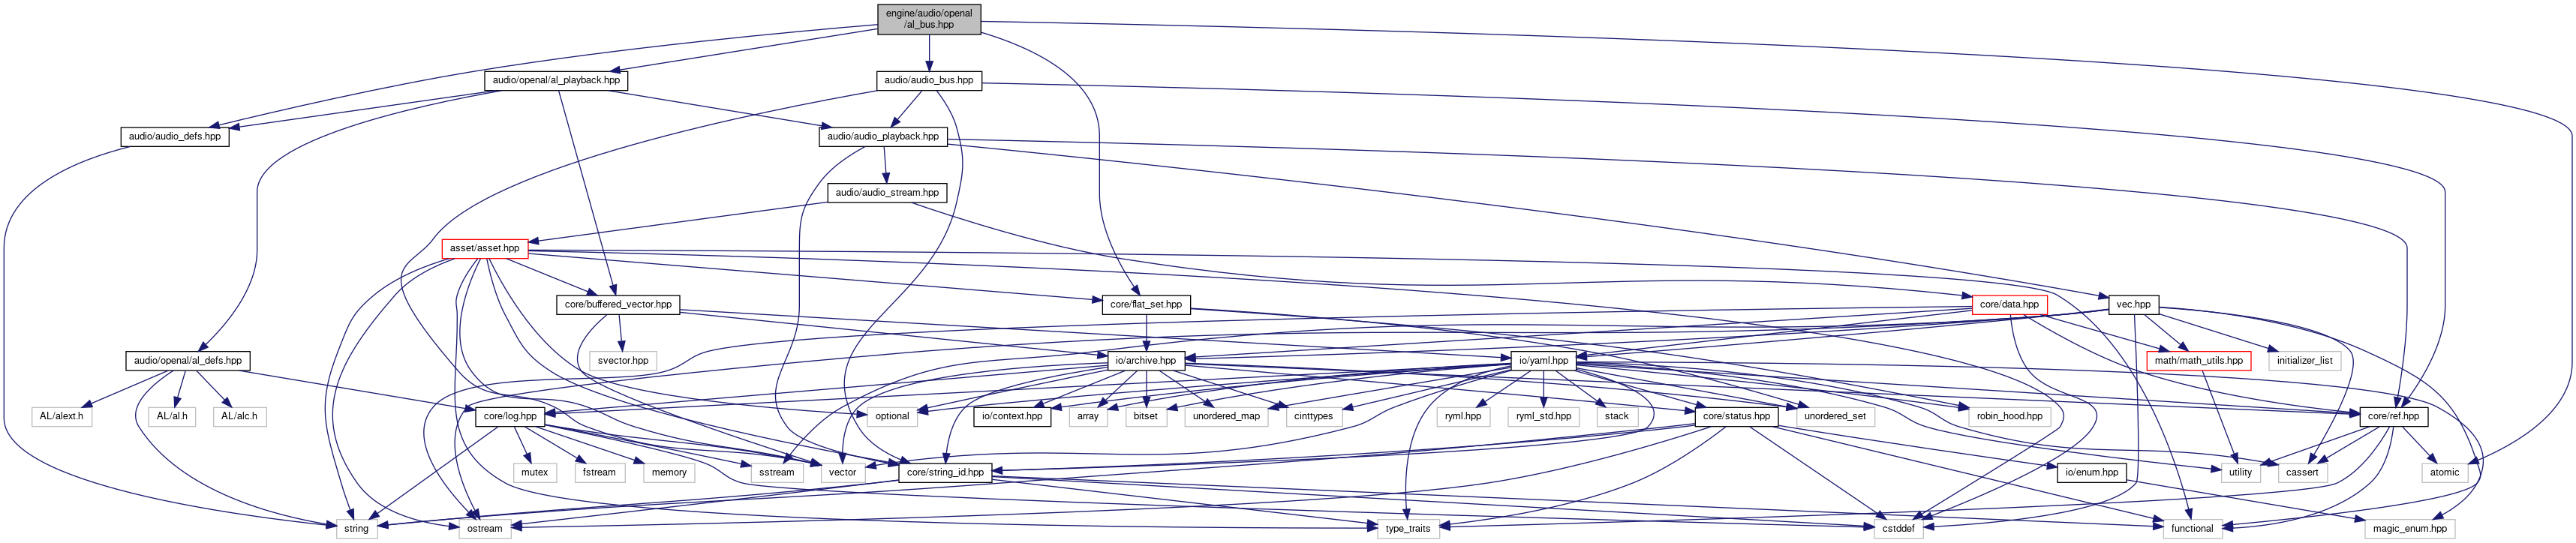 engine/audio/openal
/al_bus.hpp
audio/openal/al_playback.hpp
audio/audio_bus.hpp
audio/audio_defs.hpp
audio/audio_playback.hpp
audio/audio_stream.hpp
asset/asset.hpp
core/buffered_vector.hpp
core/flat_set.hpp
core/data.hpp
vec.hpp
audio/openal/al_defs.hpp
svector.hpp
io/archive.hpp
io/yaml.hpp
math/math_utils.hpp
initializer_list
AL/alext.h
AL/al.h
AL/alc.h
core/log.hpp
optional
io/context.hpp
array
bitset
unordered_map
cinttypes
ryml.hpp
ryml_std.hpp
stack
core/status.hpp
unordered_set
robin_hood.hpp
core/ref.hpp
mutex
fstream
memory
sstream
vector
core/string_id.hpp
io/enum.hpp
utility
cassert
atomic
string
ostream
type_traits
cstddef
functional
magic_enum.hpp